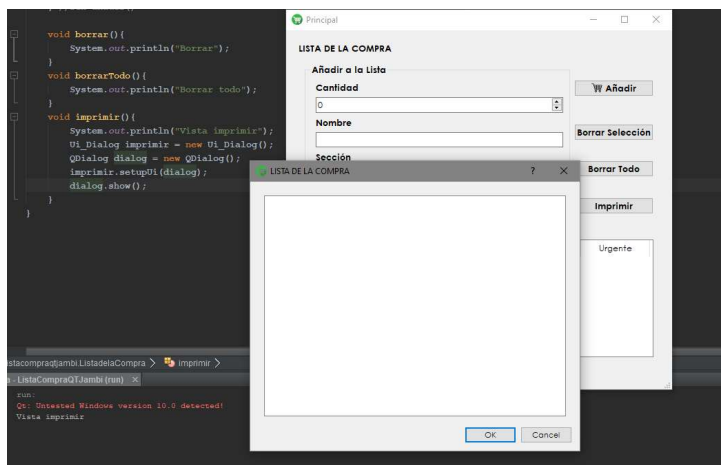 void borrar(){
System.out.println("Borrar");
}
void borrarTodo(){
System.out.println("Borrar todo");
}
void imprimir(){
System.out.println("Vista imprimir");
Ui_Dialog imprimir = new Ui_Dialog();
QDialog dialog = new QDialog();
imprimir.setupUi(dialog);
dialog.show();
}
}
Principal
LISTA DE LA COMPRA
Añadir a la Lista
Cantidad
0
Nombre
Sección
Añadir
Borrar Selección
Borrar Todo
Imprimir
Urgente
LISTA DE LA COMPRA
?
OK
Cancel
istacompraqtjambi.ListadelaCompra
imprimir
a - ListaCompraQTJambi (run)
run:
Qt: Untested Windows version 10.0 detected!
Vista imprimir